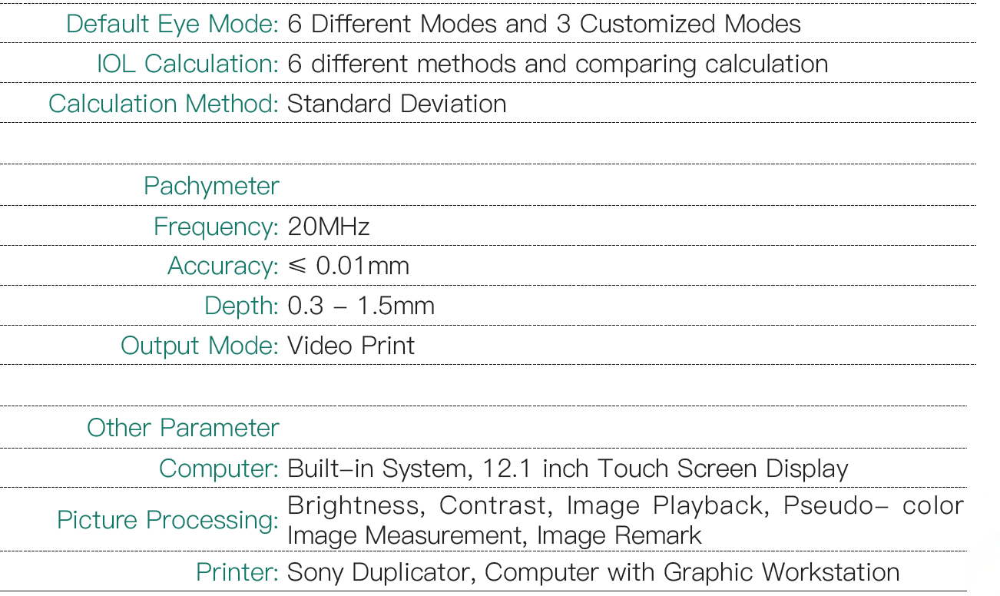 Default Eye Mode: 6 Different Modes and 3 Customized Modes
IOL Calculation: 6 different methods and comparing calculation
Calculation Method: Standard Deviation
Pachymeter
Frequency: 20MHz
Accuracy: ⩽ 0.01mm
Depth: 0.3 – 1.5mm
Output Mode: Video Print
Other Parameter
Computer: Built–in System, 12.1 inch Touch Screen Display
Picture Processing: Brightness, Contrast, Image Playback, Pseudo– color
Image Measurement, Image Remark
Printer: Sony Duplicator, Computer with Graphic Workstation